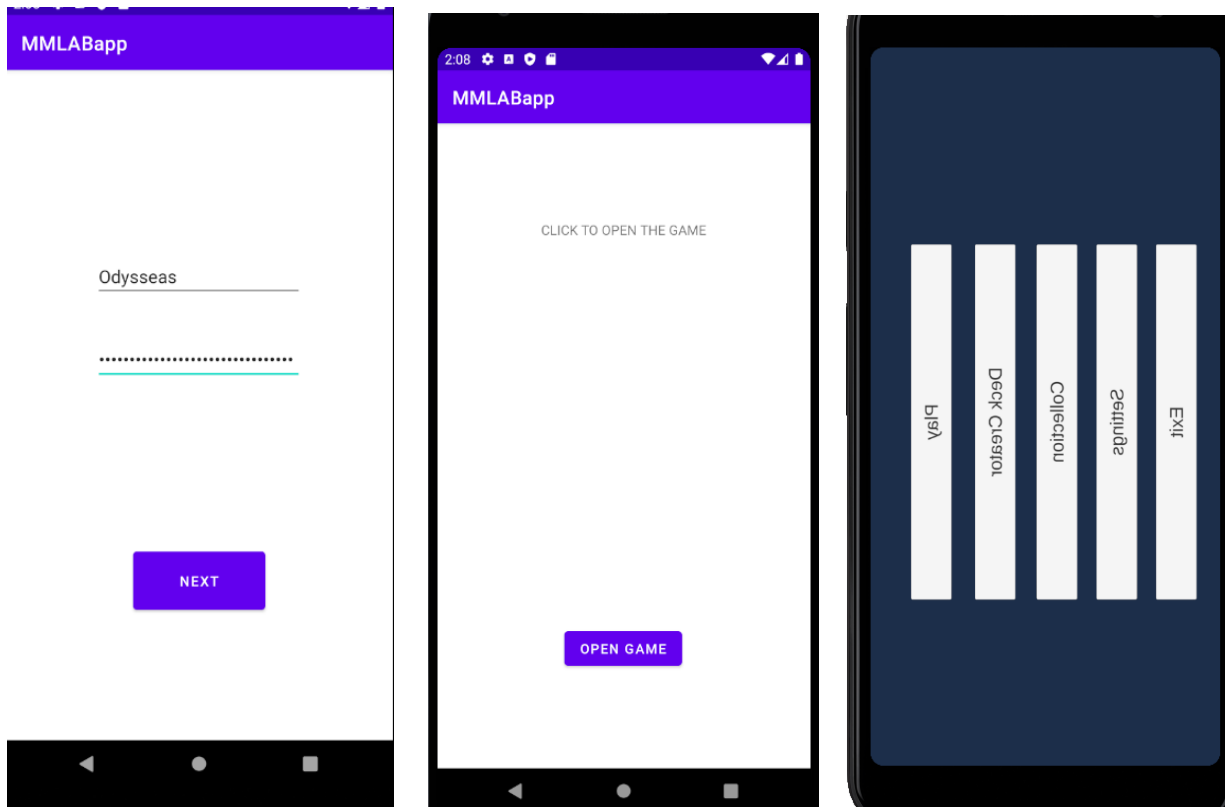 MMLABapp
Odysseas
NEXT
2:08
MMLABapp
CLICK TO OPEN THE GAME
OPEN GAME
Play
Deck Creator
Collection
Settings
Exit